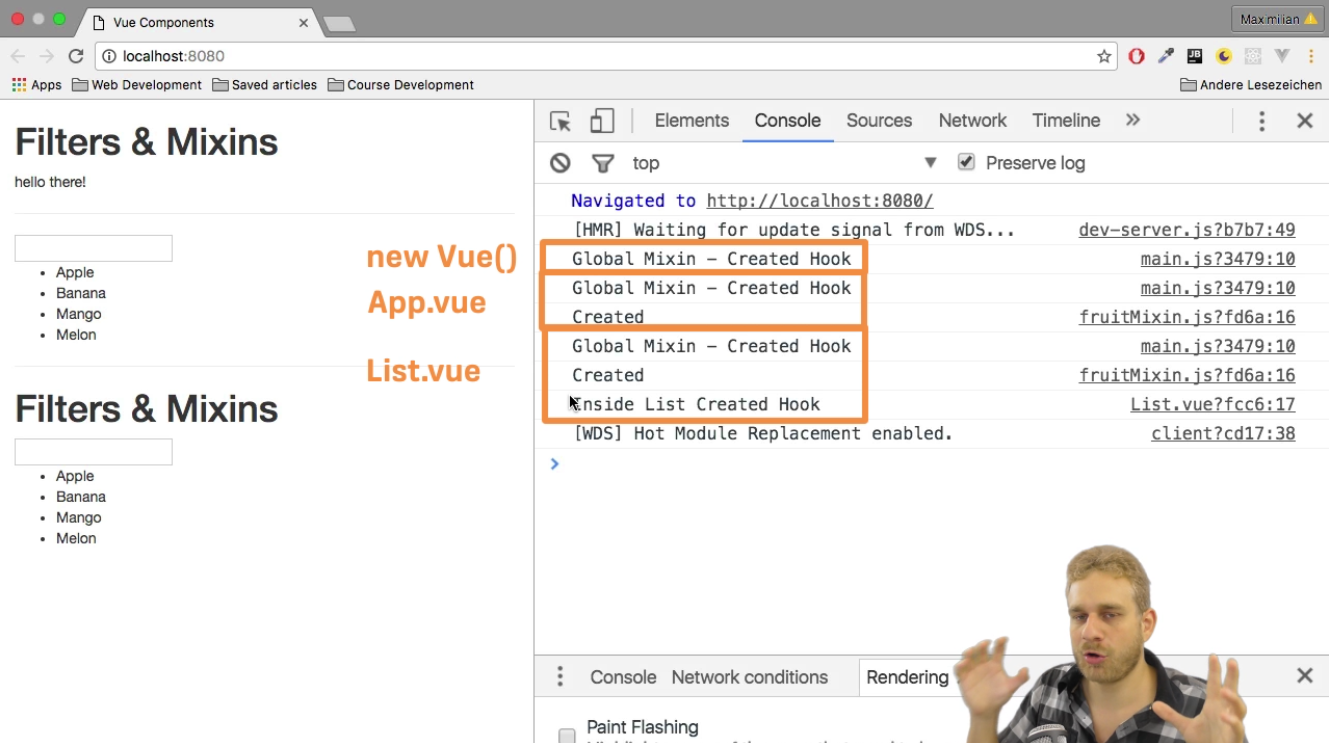 Vue Components
Maximilian
localhost:8080
JB
Apps Web Development Saved articles Course Development Andere Lesezeichen
Filters & Mixins
hello there!
Apple
Banana
Mango
Melon
Filters & Mixins
Apple
Banana
Mango
Melon
new Vue()
App.vue
List.vue
Elements Console Sources Network Timeline
top Preserve log
Navigated to http://localhost:8080/
[HMR] Waiting for update signal from WDS... dev-server.js?b7b7:49
Global Mixin – Created Hook main.js?3479:10
Global Mixin – Created Hook main.js?3479:10
Created fruitMixin.js?fd6a:16
Global Mixin – Created Hook main.js?3479:10
Created fruitMixin.js?fd6a:16
Inside List Created Hook List.vue?fcc6:17
[WDS] Hot Module Replacement enabled. client?cd17:38
Console Network conditions Rendering
Paint Flashing